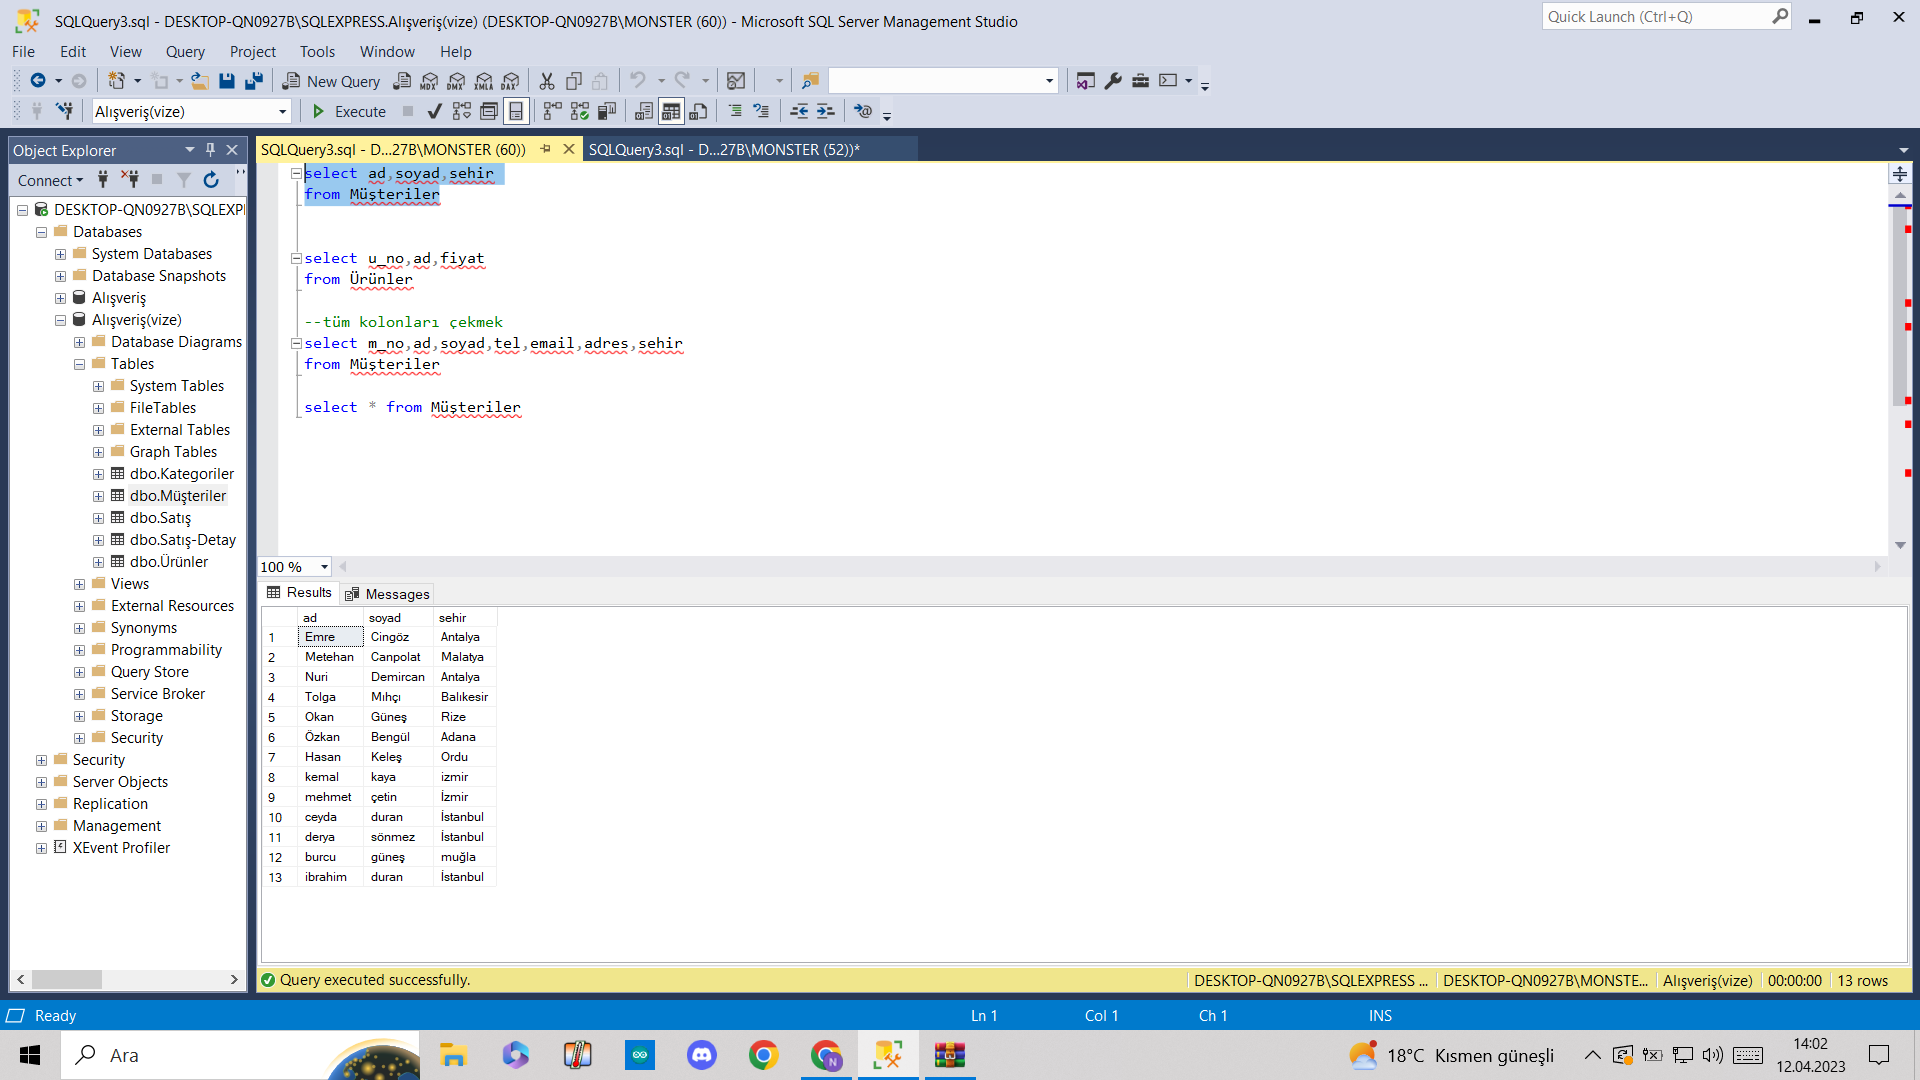 SQLQuery3.sql - DESKTOP-QN0927B\SQLEXPRESS.Alışveriş(vize) (DESKTOP-QN0927B\MONSTER (60)) - Microsoft SQL Server Management Studio
Quick Launch (Ctrl+Q)
File Edit View Query Project Tools Window Help
New Query
MDX DMX XMLA DAX
Alışveriş(vize)
Execute
Object Explorer
SQLQuery3.sql - D...27B\MONSTER (60))
SQLQuery3.sql - D...27B\MONSTER (52))*
Connect
DESKTOP-QN0927B\SQLEXPI
Databases
System Databases
Database Snapshots
Alışveriş
Alışveriş(vize)
Database Diagrams
Tables
System Tables
FileTables
External Tables
Graph Tables
dbo.Kategoriler
dbo.Müşteriler
dbo.Satış
dbo.Satış-Detay
dbo.Ürünler
Views
External Resources
Synonyms
Programmability
Query Store
Service Broker
Storage
Security
Security
Server Objects
Replication
Management
XEvent Profiler
select ad,soyad,sehir
from Müşteriler
select u_no,ad,fiyat
from Ürünler
--tüm kolonları çekmek
select m_no,ad,soyad,tel,email,adres,sehir
from Müşteriler
select * from Müşteriler
100 %
Results Messages
ad soyad sehir
1 Emre Cingöz Antalya
2 Metehan Canpolat Malatya
3 Nuri Demircan Antalya
4 Tolga Mıhçı Balıkesir
5 Okan Güneş Rize
6 Özkan Bengül Adana
7 Hasan Keleş Ordu
8 kemal kaya izmir
9 mehmet çetin İzmir
10 ceyda duran İstanbul
11 derya sönmez İstanbul
12 burcu güneş muğla
13 ibrahim duran İstanbul
Query executed successfully.
DESKTOP-QN0927B\SQLEXPRESS ... DESKTOP-QN0927B\MONSTE... Alışveriş(vize) 00:00:00 13 rows
Ready
Ln 1 Col 1 Ch 1 INS
Ara
18°C Kısmen güneşli
14:02
12.04.2023